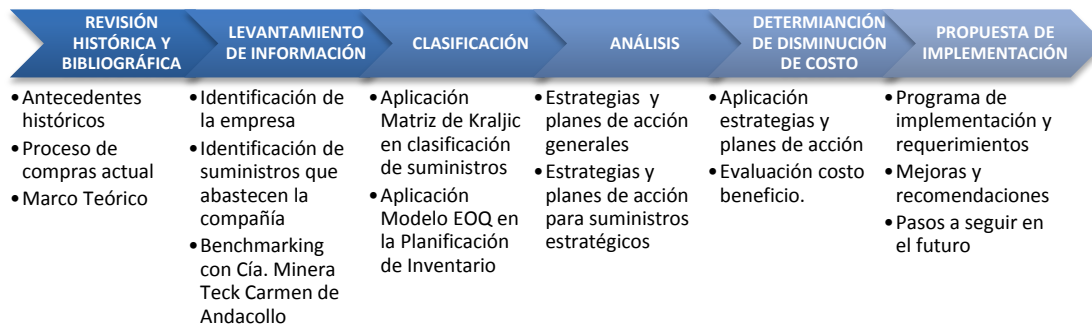 REVISIÓN
HISTÓRICA Y
BIBLIOGRÁFICA
•Antecedentes
históricos
•Proceso de
compras actual
•Marco Teórico
LEVANTAMIENTO
DE INFORMACIÓN
•Identificación de
la empresa
•Identificación de
suministros que
abastecen la
compañía
•Benchmarking
con Cía. Minera
Teck Carmen de
Andacollo
CLASIFICACIÓN
•Aplicación
Matriz de Kraljic
en clasificación
de suministros
•Aplicación
Modelo EOQ en
la Planificación
de Inventario
ANÁLISIS
•Estrategias y
planes de acción
generales
•Estrategias y
planes de acción
para suministros
estratégicos
DETERMIANCIÓN
DE DISMINUCIÓN
DE COSTO
•Aplicación
estrategias y
planes de acción
•Evaluación costo
beneficio.
PROPUESTA DE
IMPLEMENTACIÓN
•Programa de
implementación y
requerimientos
•Mejoras y
recomendaciones
•Pasos a seguir en
el futuro